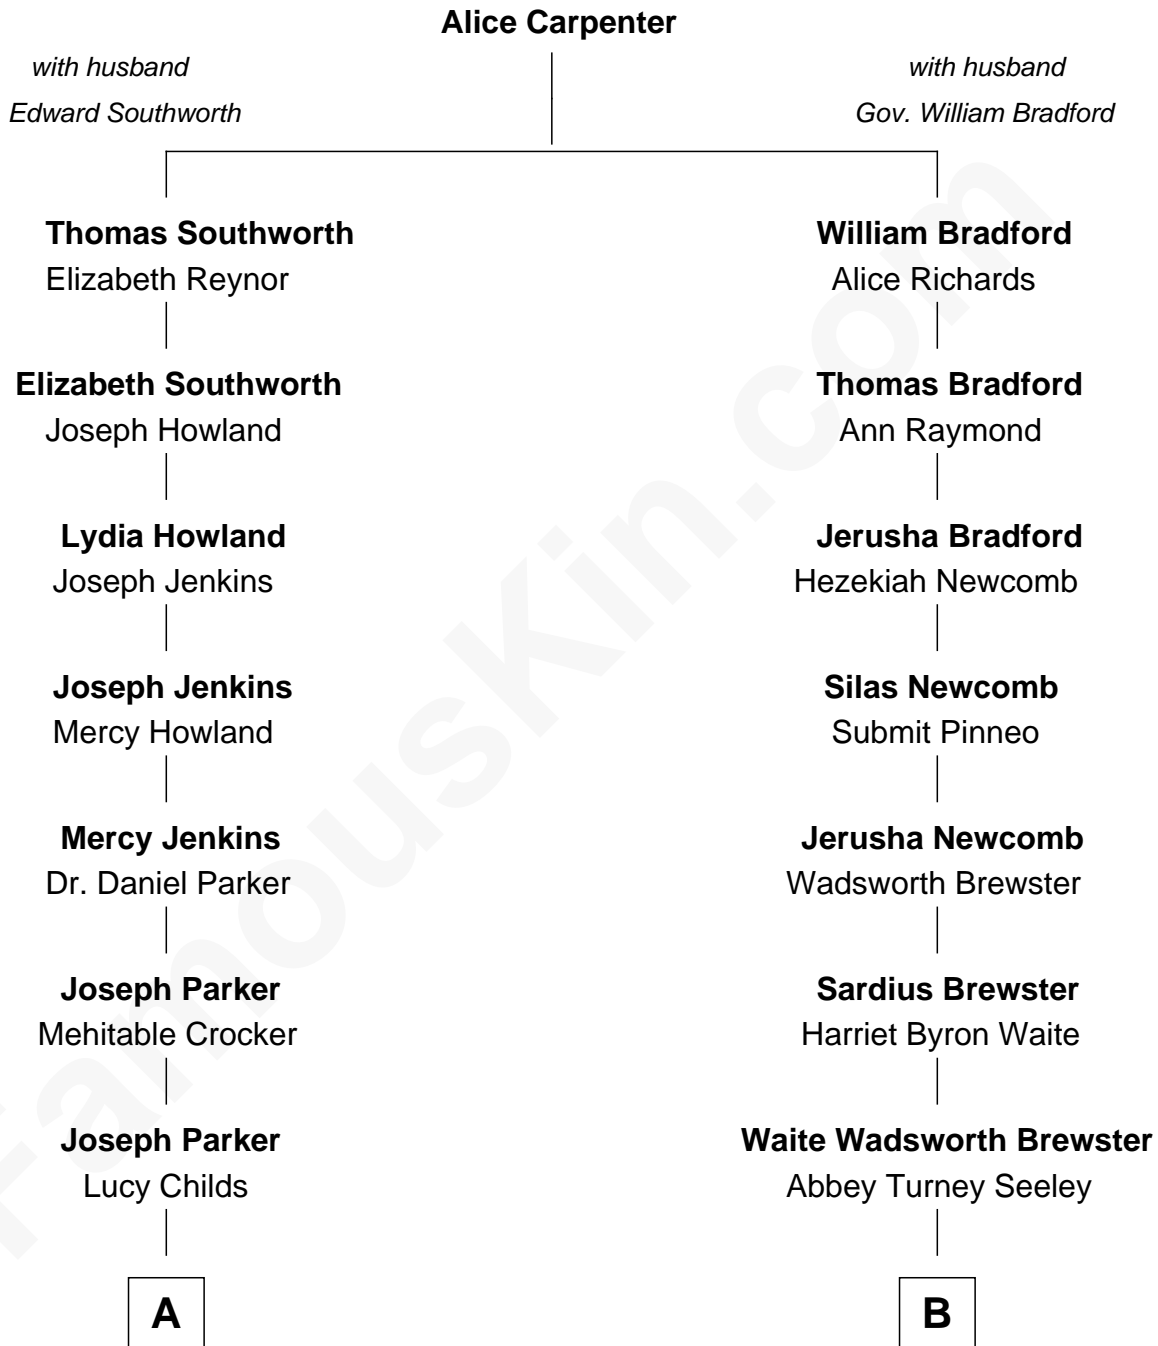 Alice Carpenter
with husband
Edward Southworth
with husband
Gov. William Bradford
Thomas Southworth
Elizabeth Reynor
William Bradford
Alice Richards
Elizabeth Southworth
Joseph Howland
Thomas Bradford
Ann Raymond
Lydia Howland
Joseph Jenkins
Jerusha Bradford
Hezekiah Newcomb
Joseph Jenkins
Mercy Howland
Silas Newcomb
Submit Pinneo
Mercy Jenkins
Dr. Daniel Parker
Jerusha Newcomb
Wadsworth Brewster
Joseph Parker
Mehitable Crocker
Sardius Brewster
Harriet Byron Waite
Joseph Parker
Lucy Childs
Waite Wadsworth Brewster
Abbey Turney Seeley
A
B
FamousKin.com